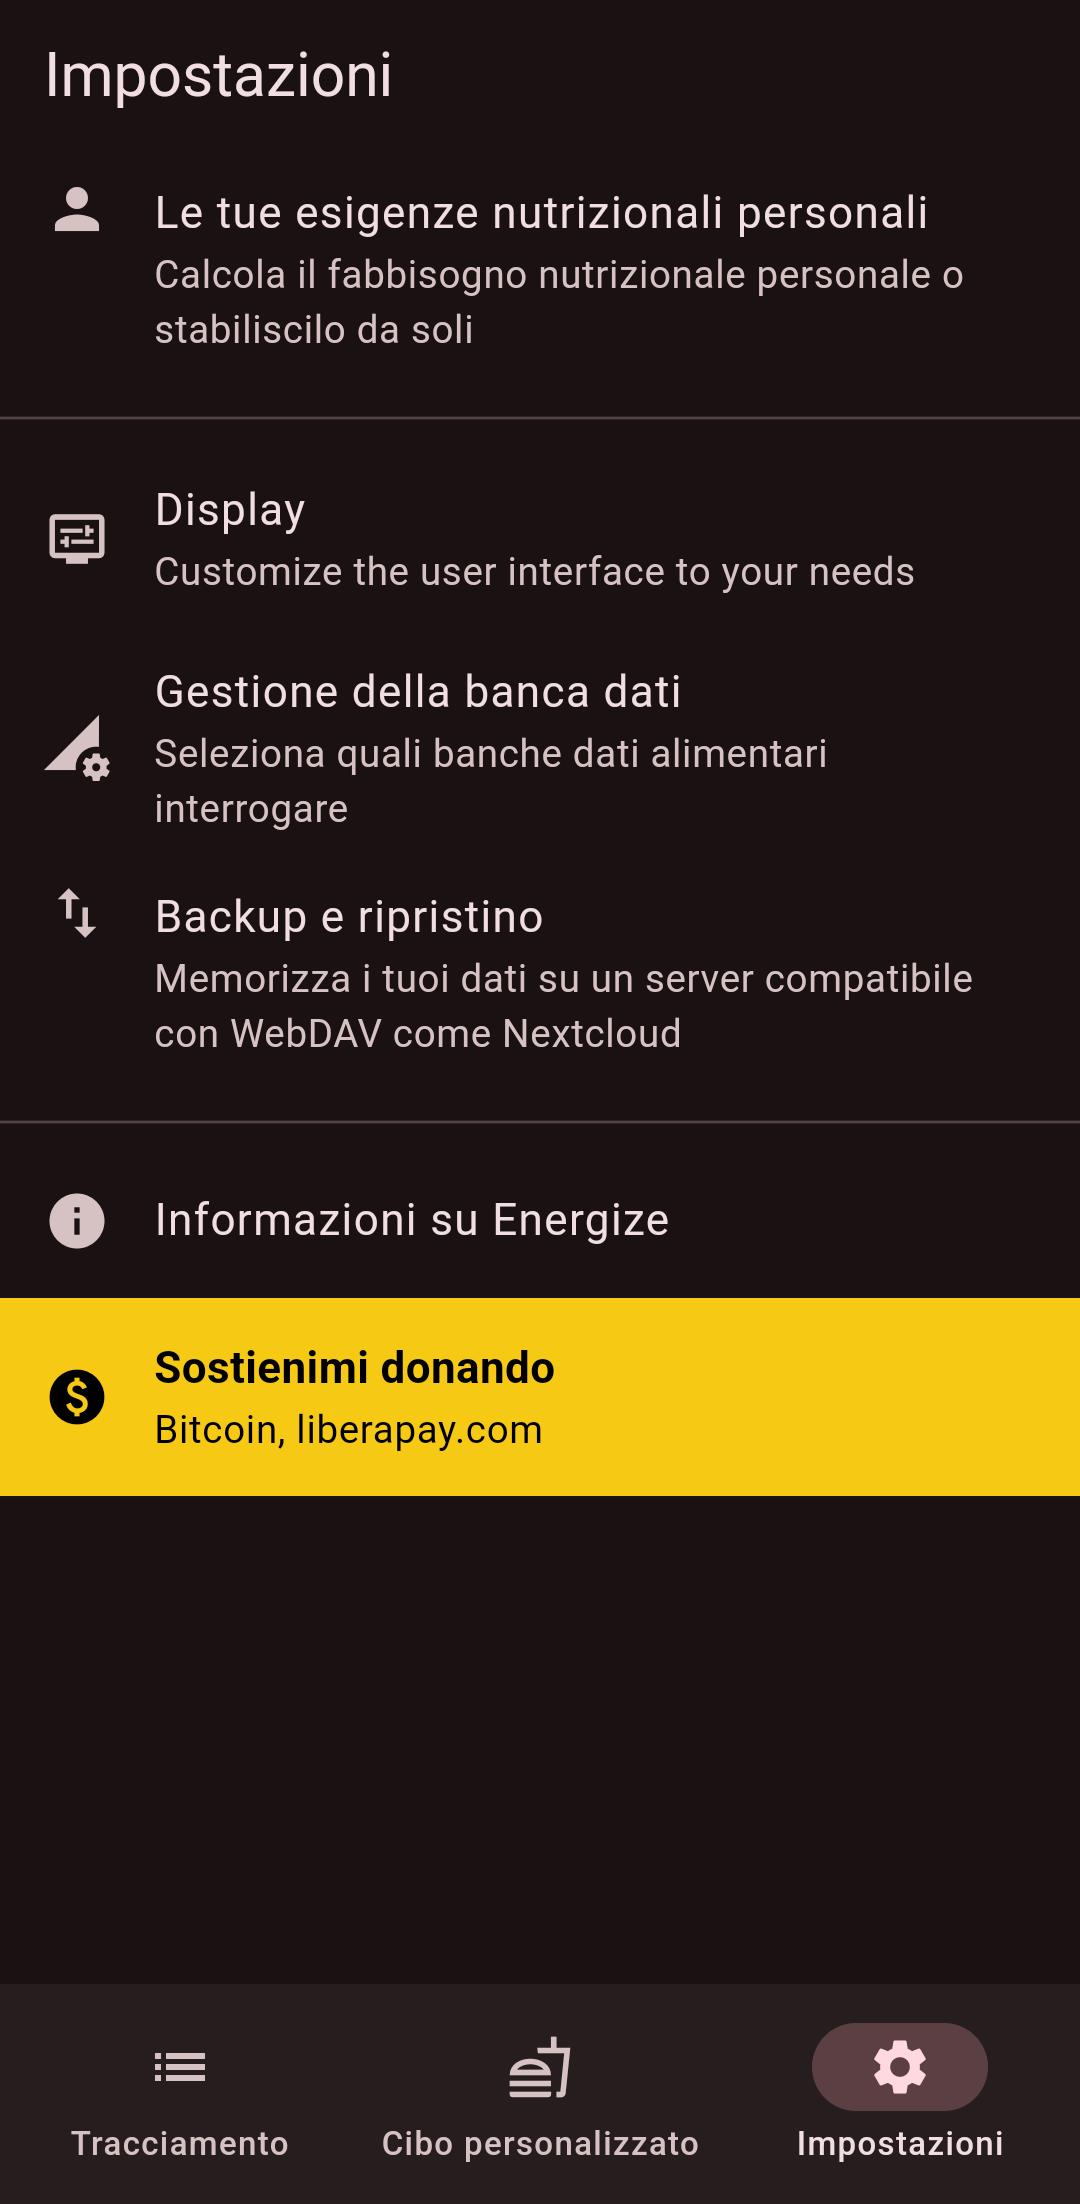 Impostazioni
Le tue esigenze nutrizionali personali
Calcola il fabbisogno nutrizionale personale o
stabiliscilo da soli
Display
Customize the user interface to your needs
Gestione della banca dati
Seleziona quali banche dati alimentari
interrogare
Backup e ripristino
Memorizza i tuoi dati su un server compatibile
con WebDAV come Nextcloud
Informazioni su Energize
Sostienimi donando
Bitcoin, liberapay.com
Tracciamento
Cibo personalizzato
Impostazioni